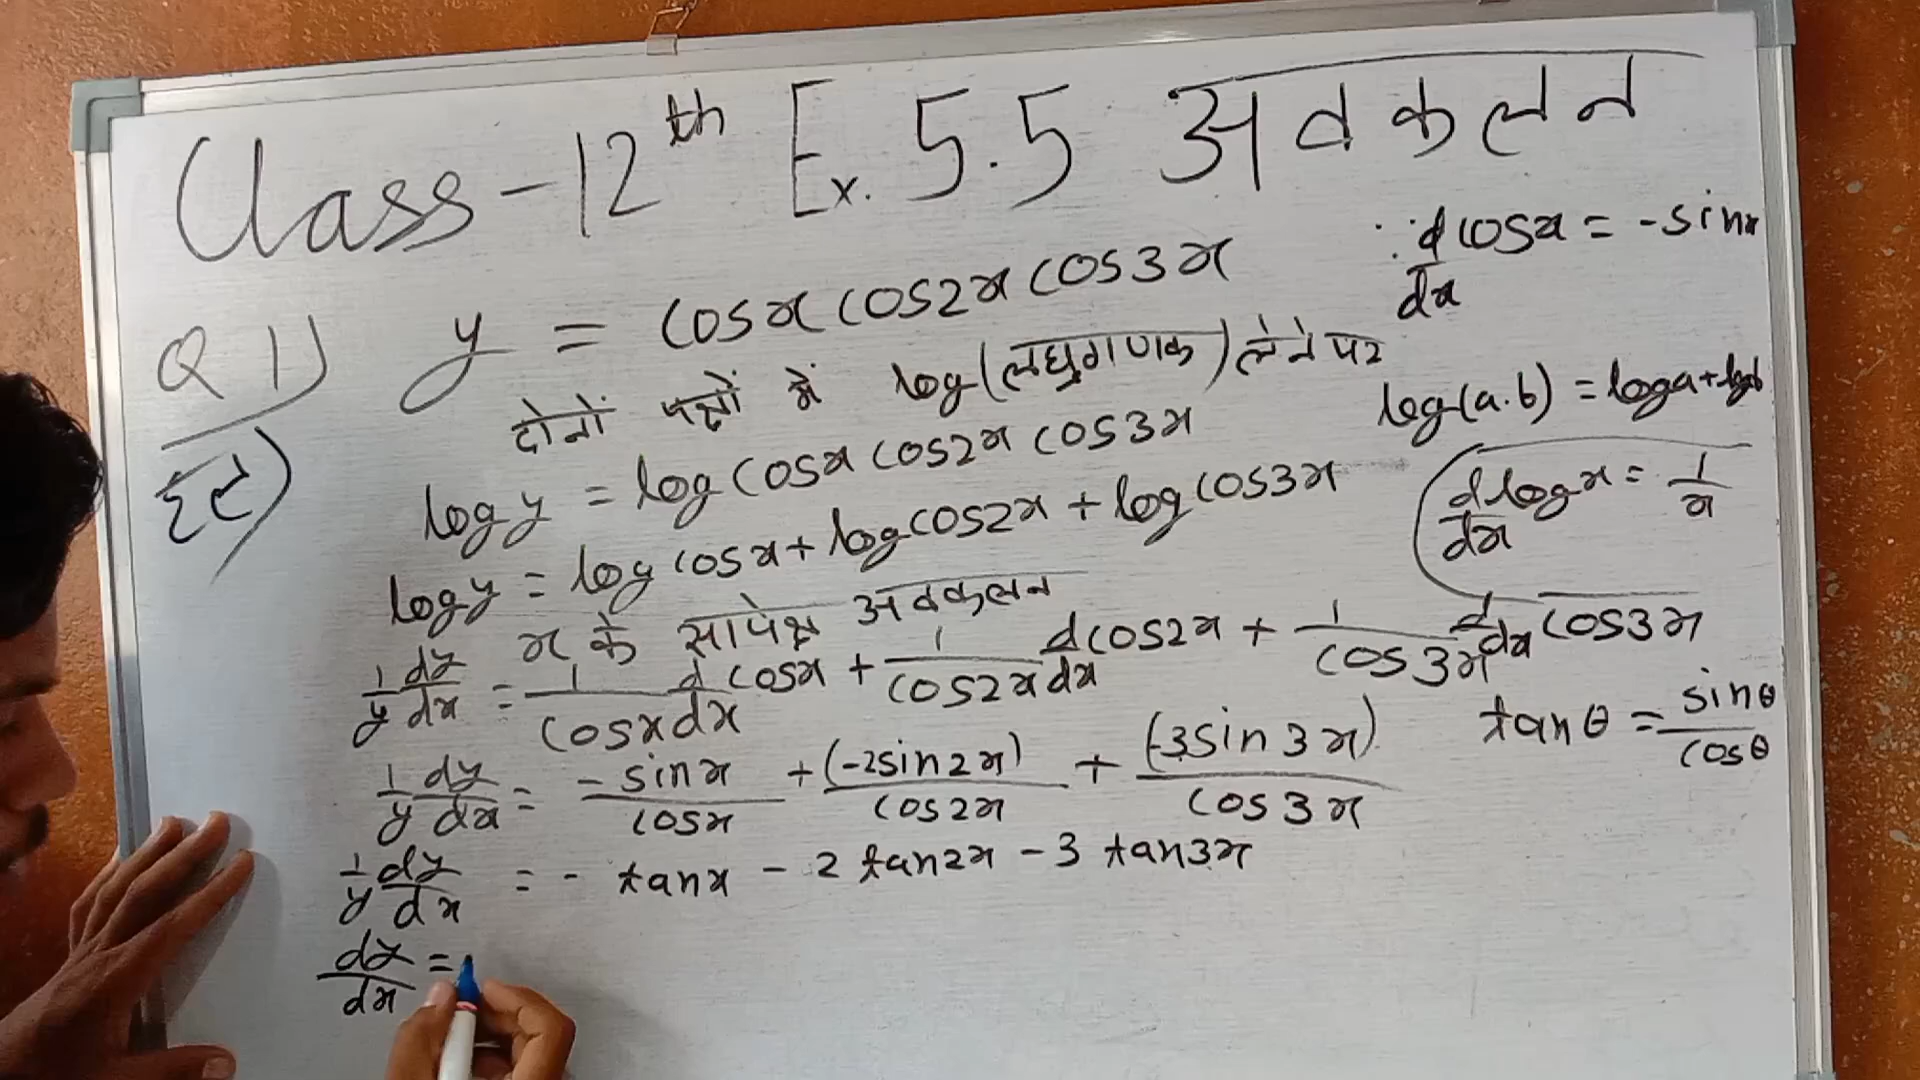 Class-12th Ex. 5.5 अवकलन
Q 1) y = cosx cos2x cos3x
∵ d/dx cosx = -sinx
दोनों पक्षों में log(लघुगणक) लेने पर
हल)
log y = log cosx cos2x cos3x
log(a.b) = loga+logb
log y = log cosx + log cos2x + log cos3x
d/dx log x = 1/x
x के सापेक्ष अवकलन
1/y dy/dx = 1/cosx d/dx cosx + 1/cos2x d/dx cos2x + 1/cos3x d/dx cos3x
tanθ = sinθ/cosθ
1/y dy/dx = -sinx/cosx + (-2sin2x)/cos2x + (-3sin3x)/cos3x
1/y dy/dx = - tanx - 2 tan2x - 3 tan3x
dy/dx =